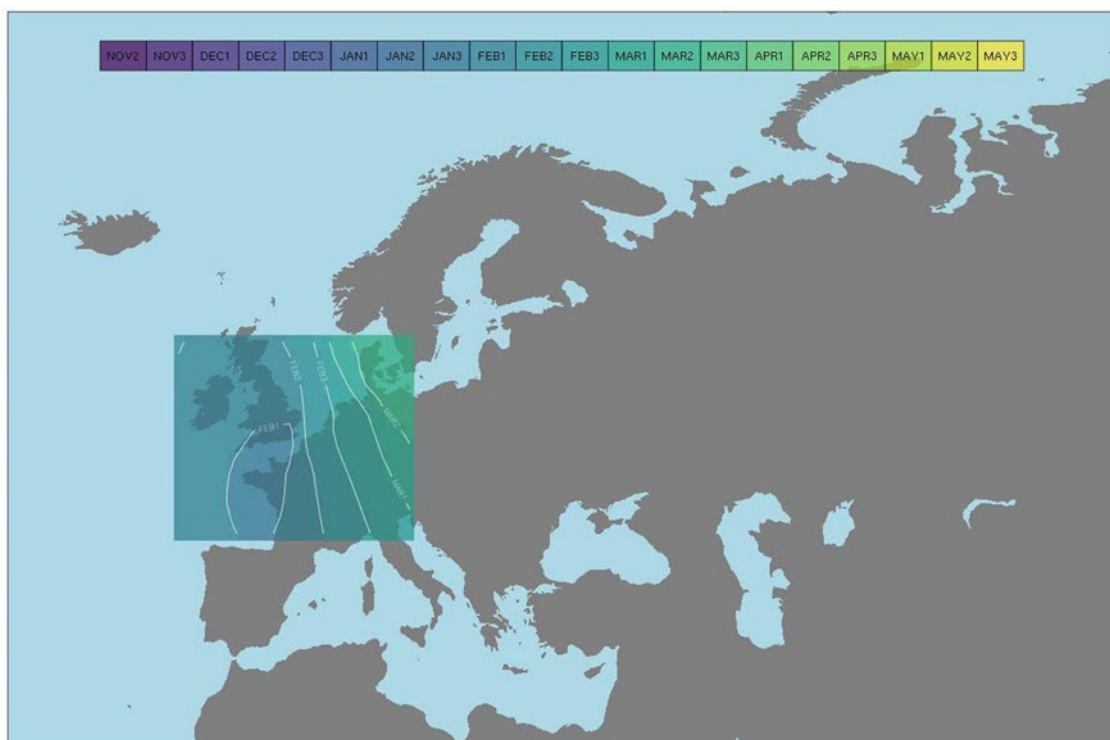 NOV2 NOV3 DEC1 DEC2 DEC3 JAN1 JAN2 JAN3 FEB1 FEB2 FEB3 MAR1 MAR2 MAR3 APR1 APR2 APR3 MAY1 MAY2 MAY3
FEB2
FEB3
FEB1
MAR2
MAR1